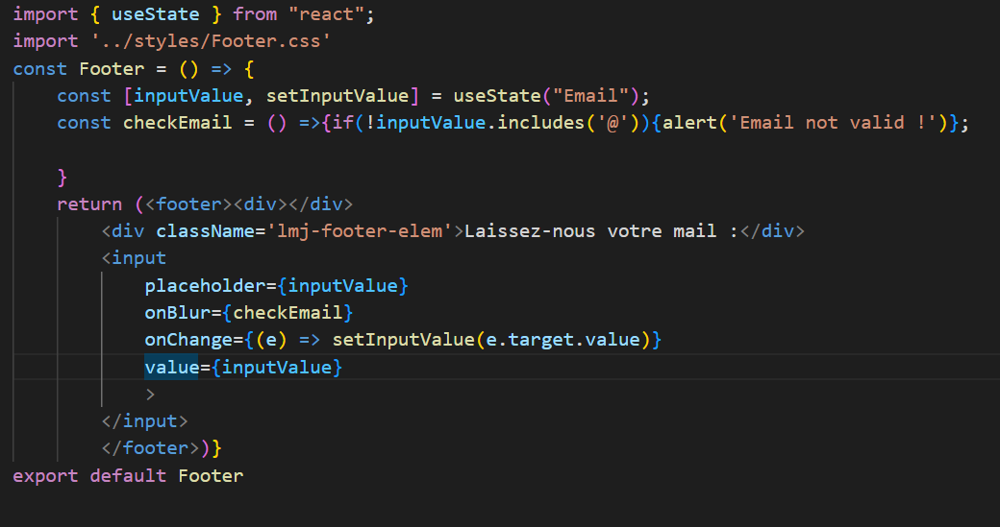 import { useState } from "react";
import '../styles/Footer.css'
const Footer = () => {
    const [inputValue, setInputValue] = useState("Email");
    const checkEmail = () =>{if(!inputValue.includes('@')){alert('Email not valid !')};

    }
    return (<footer><div></div>
        <div className='lmj-footer-elem'>Laissez-nous votre mail :</div>
        <input
            placeholder={inputValue}
            onBlur={checkEmail}
            onChange={(e) => setInputValue(e.target.value)}
            value={inputValue}
            >
        </input>
        </footer>)}
export default Footer